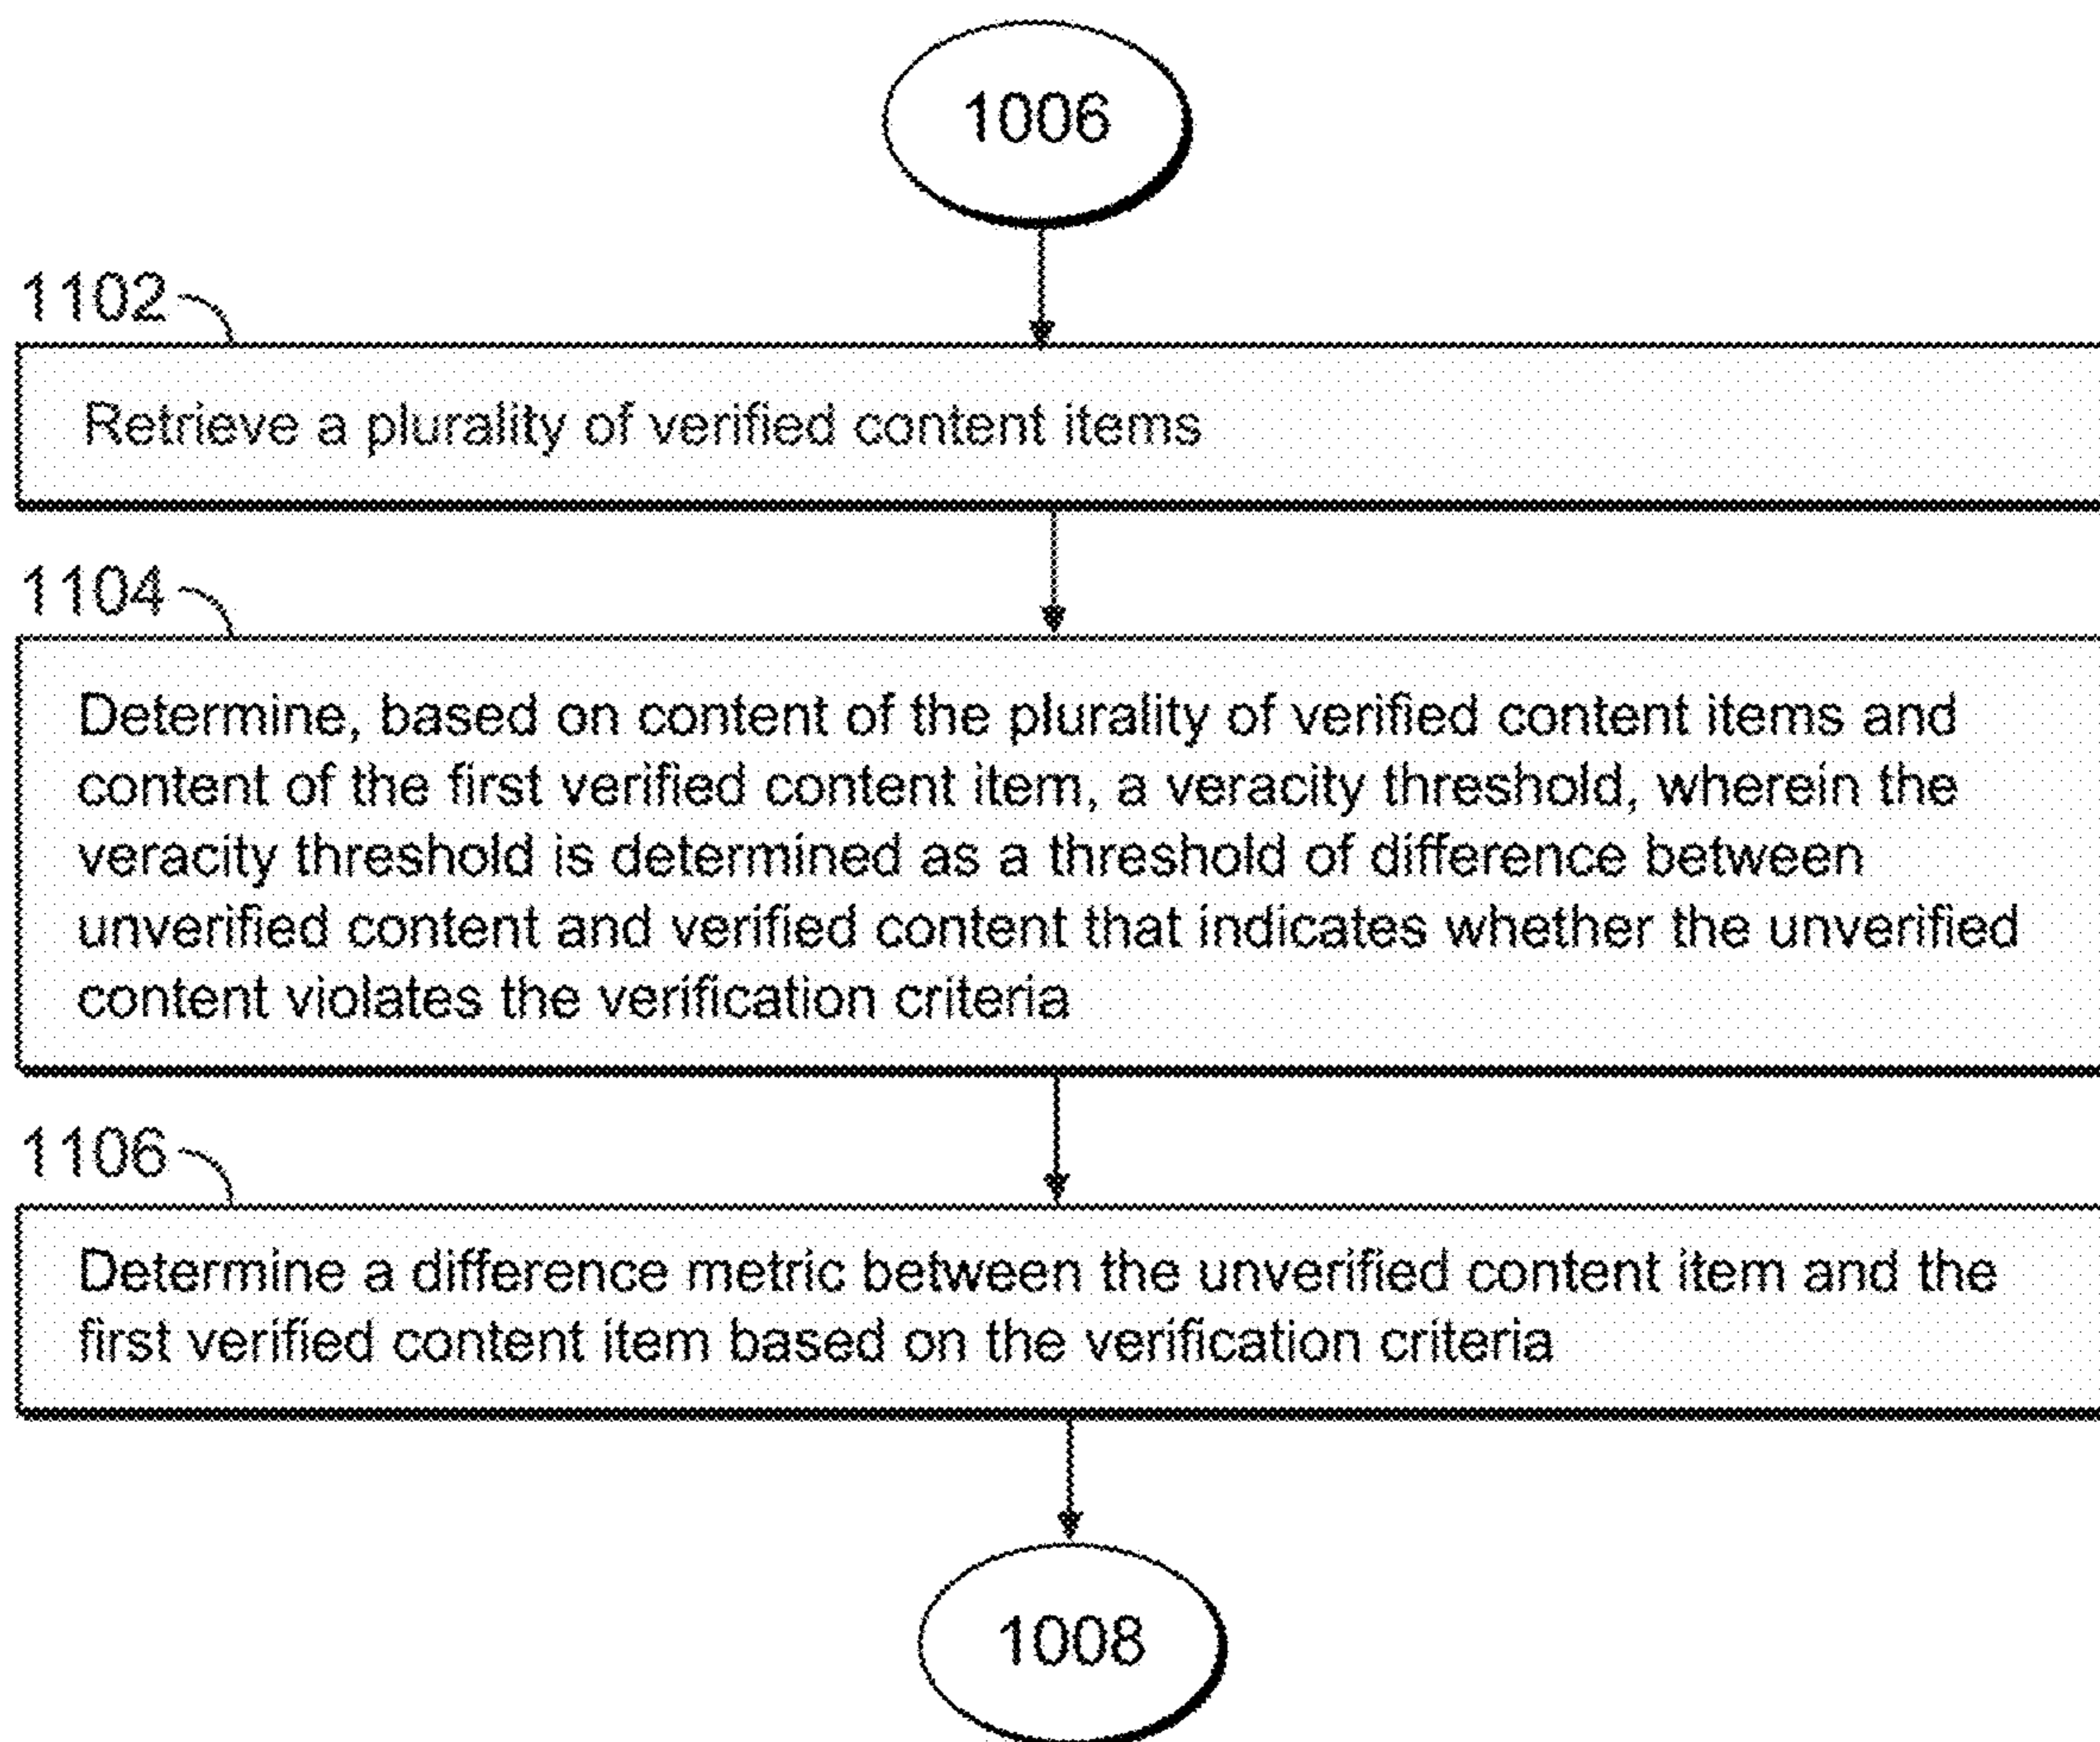 1006
1102
Retrieve a plurality of verified content items
1104
Determine, based on content of the plurality of verified content items and
content of the first verified content item, a veracity threshold, wherein the
veracity threshold is determined as a threshold of difference between
unverified content and verified content that indicates whether the unverified
content violates the verification criteria
1106
Determine a difference metric between the unverified content item and the
first verified content item based on the verification criteria
1008